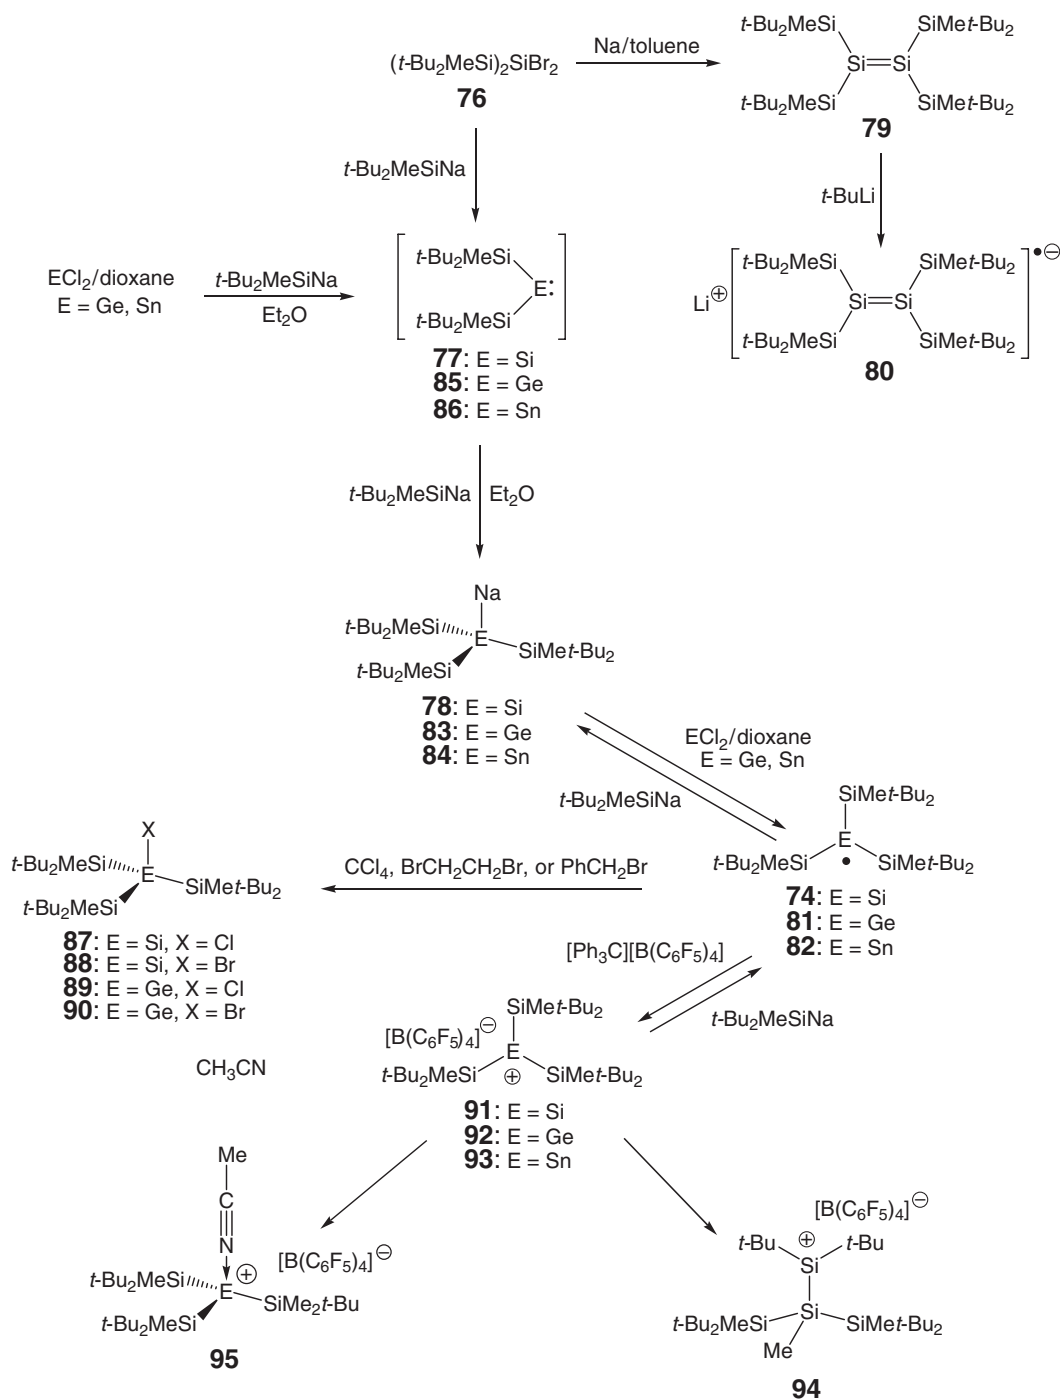 (t-Bu2MeSi)2SiBr2
76
Na/toluene
t-Bu2MeSi SiMet-Bu2
Si=Si
t-Bu2MeSi SiMet-Bu2
79
t-Bu2MeSiNa
t-BuLi
ECl2/dioxane
E = Ge, Sn
t-Bu2MeSiNa
Et2O
t-Bu2MeSi
E:
t-Bu2MeSi
77: E = Si
85: E = Ge
86: E = Sn
Li⊕
t-Bu2MeSi SiMet-Bu2
Si=Si
t-Bu2MeSi SiMet-Bu2
•⊖
80
t-Bu2MeSiNa Et2O
Na
t-Bu2MeSi E SiMet-Bu2
t-Bu2MeSi
78: E = Si
83: E = Ge
84: E = Sn
ECl2/dioxane
E = Ge, Sn
t-Bu2MeSiNa
SiMet-Bu2
E
•
t-Bu2MeSi SiMet-Bu2
74: E = Si
81: E = Ge
82: E = Sn
CCl4, BrCH2CH2Br, or PhCH2Br
X
t-Bu2MeSi E SiMet-Bu2
t-Bu2MeSi
87: E = Si, X = Cl
88: E = Si, X = Br
89: E = Ge, X = Cl
90: E = Ge, X = Br
[Ph3C][B(C6F5)4]
t-Bu2MeSiNa
SiMet-Bu2
[B(C6F5)4]⊖
E
⊕
t-Bu2MeSi SiMet-Bu2
91: E = Si
92: E = Ge
93: E = Sn
CH3CN
Me
C
N
[B(C6F5)4]⊖
⊕
t-Bu2MeSi E SiMe2t-Bu
t-Bu2MeSi
95
[B(C6F5)4]⊖
t-Bu ⊕ t-Bu
Si
Si
t-Bu2MeSi SiMet-Bu2
Me
94